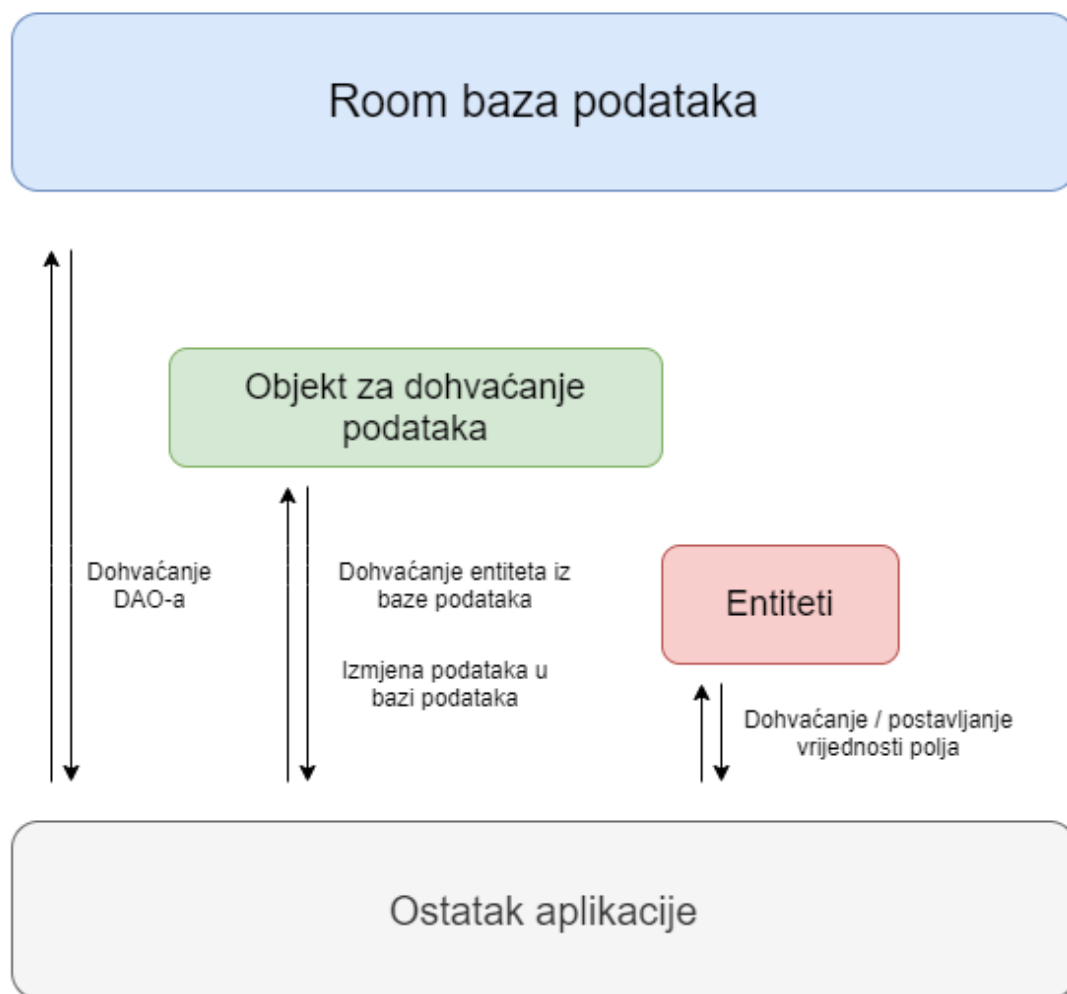 Room baza podataka
Objekt za dohvaćanje
podataka
Dohvaćanje
DAO-a
Dohvaćanje entiteta iz
baze podataka
Izmjena podataka u
bazi podataka
Entiteti
Dohvaćanje / postavljanje
vrijednosti polja
Ostatak aplikacije